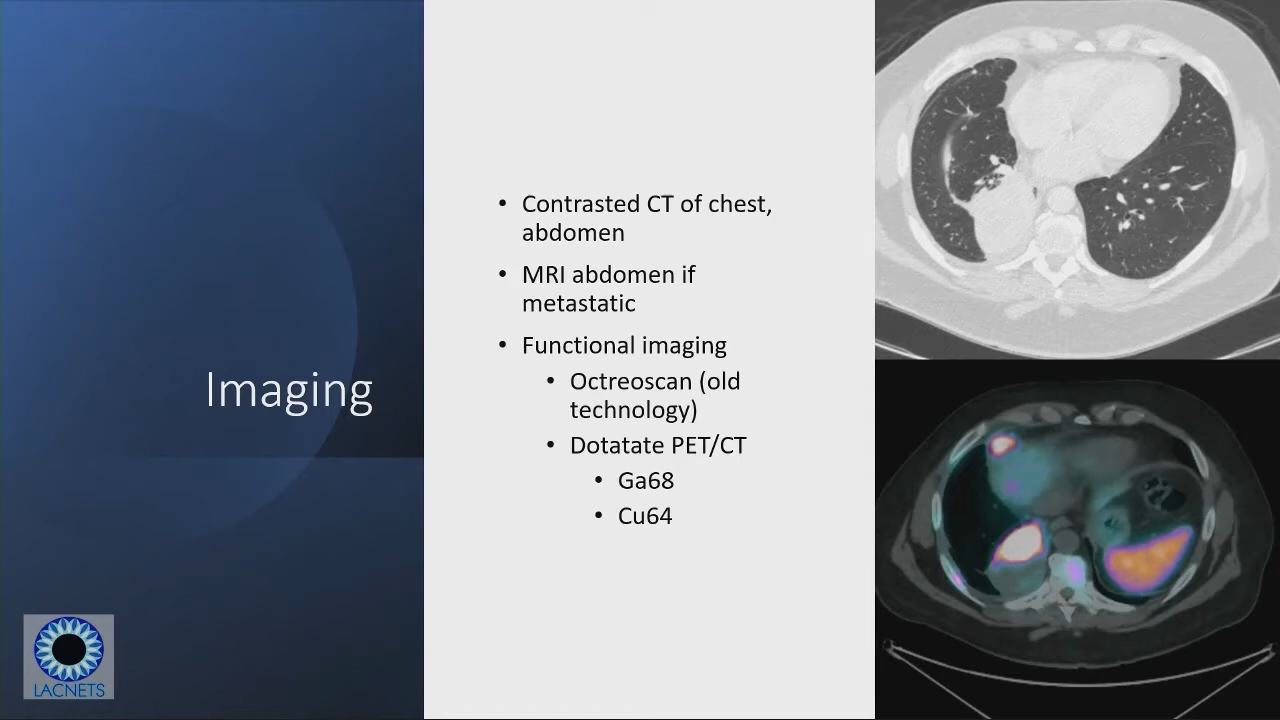 Imaging
• Contrasted CT of chest,
abdomen
• MRI abdomen if
metastatic
• Functional imaging
• Octreoscan (old
technology)
• Dotatate PET/CT
• Ga68
• Cu64
LACNETS